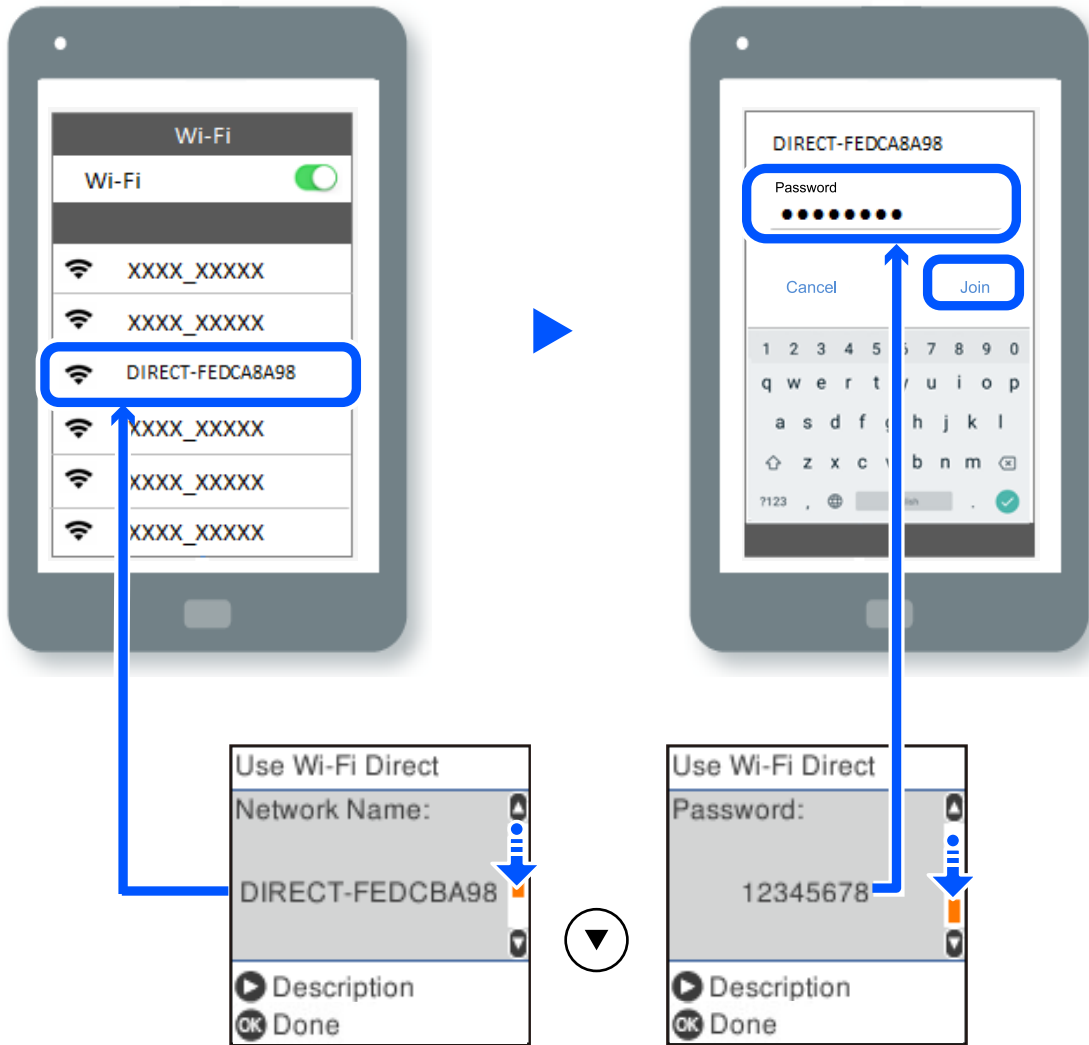 Wi-Fi
Wi-Fi
XXXX_XXXXX
XXXX_XXXXX
DIRECT-FEDCA8A98
XXXX_XXXXX
XXXX_XXXXX
XXXX_XXXXX
DIRECT-FEDCA8A98
Password
Cancel
Join
1 2 3 4 5 7 8 9 0
q w e r t u i o p
a s d f h j k l
z x c b n m
?123 , .
Use Wi-Fi Direct
Network Name:
DIRECT-FEDCBA98
Description
OK Done
Use Wi-Fi Direct
Password:
12345678
Description
OK Done